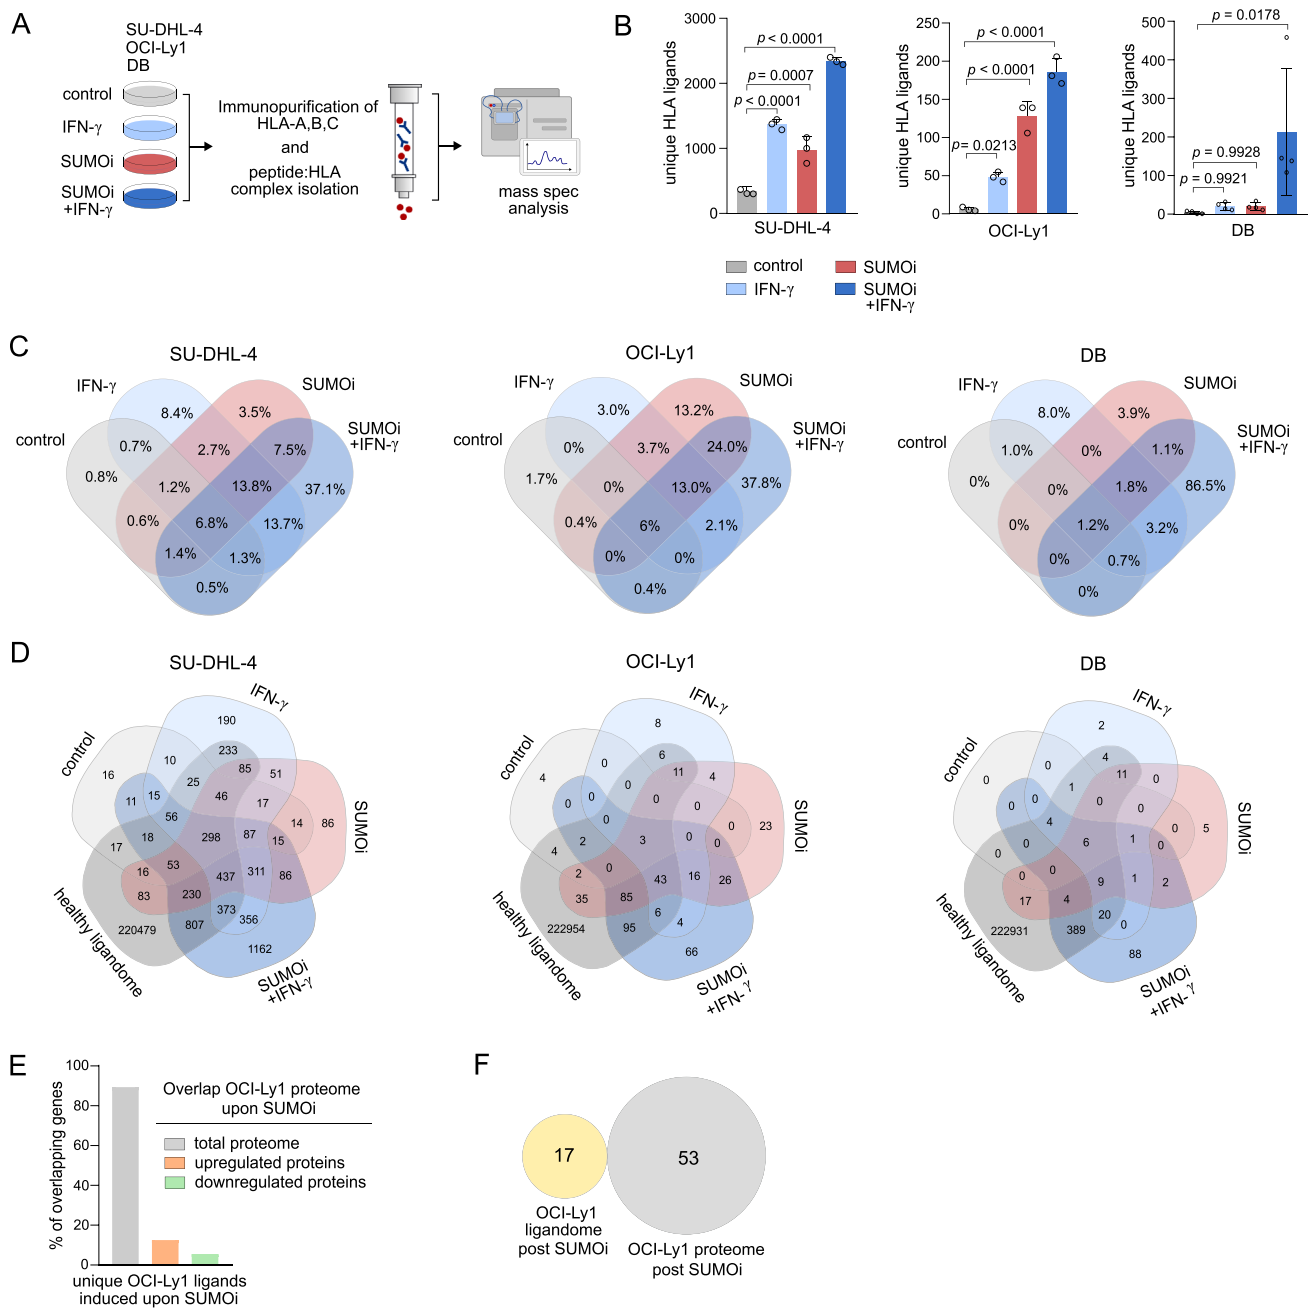 A
SU-DHL-4
OCI-Ly1
DB
control
IFN-γ
SUMOi
SUMOi
+IFN-γ
Immunopurification of
HLA-A,B,C
and
peptide:HLA
complex isolation
mass spec
analysis
B
unique HLA ligands
3000
2000
1000
0
p < 0.0001
p = 0.0007
p < 0.0001
SU-DHL-4
unique HLA ligands
250
200
150
100
50
0
p < 0.0001
p < 0.0001
p = 0.0213
OCI-Ly1
unique HLA ligands
500
400
300
200
100
0
p = 0.0178
p = 0.9928
p = 0.9921
DB
control
IFN-γ
SUMOi
SUMOi
+IFN-γ
C
SU-DHL-4
IFN-γ
SUMOi
control
SUMOi
+IFN-γ
8.4%
3.5%
0.7%
2.7%
7.5%
0.8%
1.2%
13.8%
37.1%
0.6%
6.8%
13.7%
1.4%
1.3%
0.5%
OCI-Ly1
IFN-γ
SUMOi
control
SUMOi
+IFN-γ
3.0%
13.2%
0%
3.7%
24.0%
1.7%
0%
13.0%
37.8%
0.4%
6%
2.1%
0%
0%
0.4%
DB
IFN-γ
SUMOi
control
SUMOi
+IFN-γ
8.0%
3.9%
1.0%
0%
1.1%
0%
0%
1.8%
86.5%
0%
1.2%
3.2%
0%
0.7%
0%
D
SU-DHL-4
IFN-γ
control
SUMOi
healthy ligandome
SUMOi
+IFN-γ
190
233
10
85
51
16
25
15
11
46
17
56
14
86
18
298
87
15
17
53
16
437
311
86
83
230
373
356
220479
807
1162
OCI-Ly1
IFN-γ
control
SUMOi
healthy ligandome
SUMOi
+IFN-γ
8
6
0
11
4
4
0
0
0
0
0
0
0
23
2
3
0
0
4
0
2
43
16
26
35
85
6
4
222954
95
66
DB
IFN-γ
control
SUMOi
healthy ligandome
SUMOi
+IFN-γ
2
4
0
11
0
0
1
0
0
0
0
4
0
5
0
6
1
0
0
0
0
9
1
2
17
4
20
0
222931
389
88
E
% of overlapping genes
100
80
60
40
20
0
Overlap OCI-Ly1 proteome
upon SUMOi
total proteome
upregulated proteins
downregulated proteins
unique OCI-Ly1 ligands
induced upon SUMOi
F
17
53
OCI-Ly1
ligandome
post SUMOi
OCI-Ly1 proteome
post SUMOi